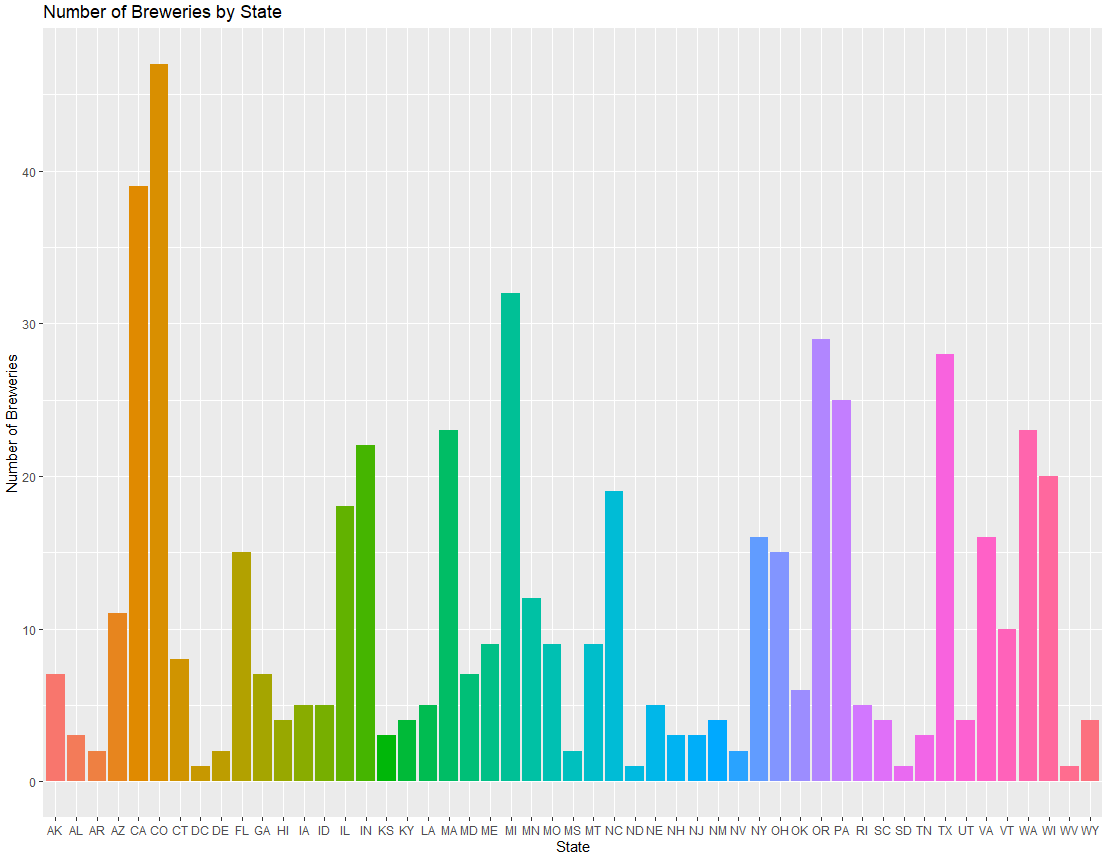 Number of Breweries by State
Number of Breweries
40
30
20
10
0
AK AL AR AZ CA CO CT DC DE FL GA HI IA ID IL IN KS KY LA MA MD ME MI MN MO MS MT NC ND NE NH NJ NM NV NY OH OK OR PA RI SC SD TN TX UT VA VT WA WI WV WY
State